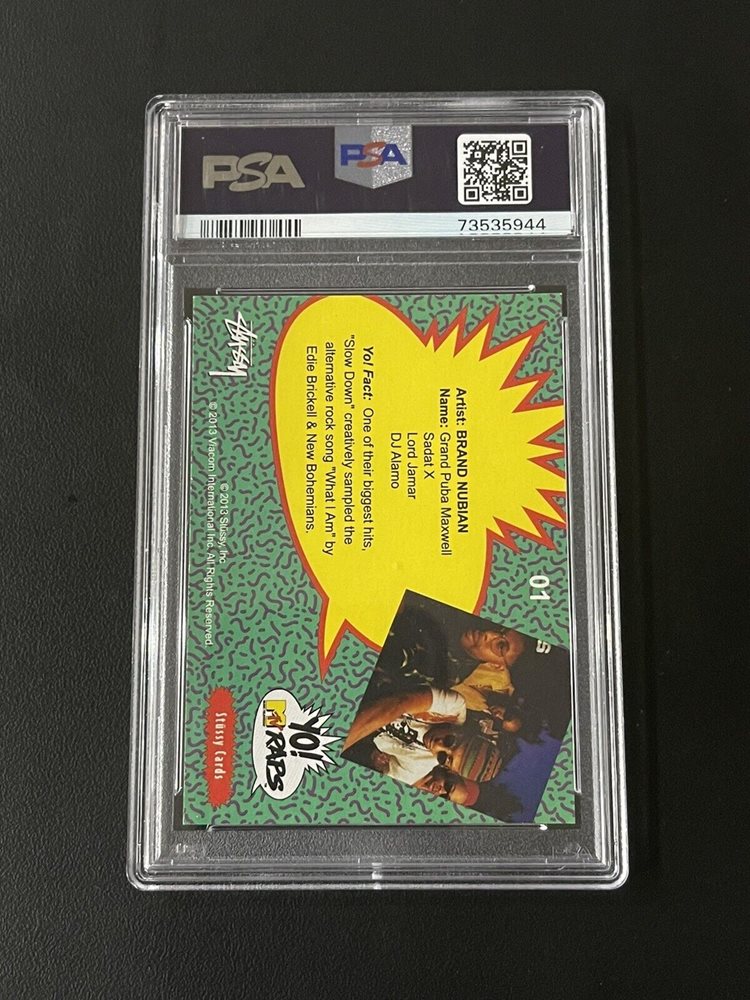 PSA
PSA
73535944
01
Artist: BRAND NUBIAN
Name: Grand Puba Maxwell
Sadat X
Lord Jamar
DJ Alamo
Yo! Fact: One of their biggest hits,
"Slow Down" creatively sampled the
alternative rock song "What I Am" by
Edie Brickell & New Bohemians.
YO!
MTV RAPS
Stüssy
© 2013 Stüssy, Inc
© 2013 Viacom International Inc. All Rights Reserved.
Stüssy Cards